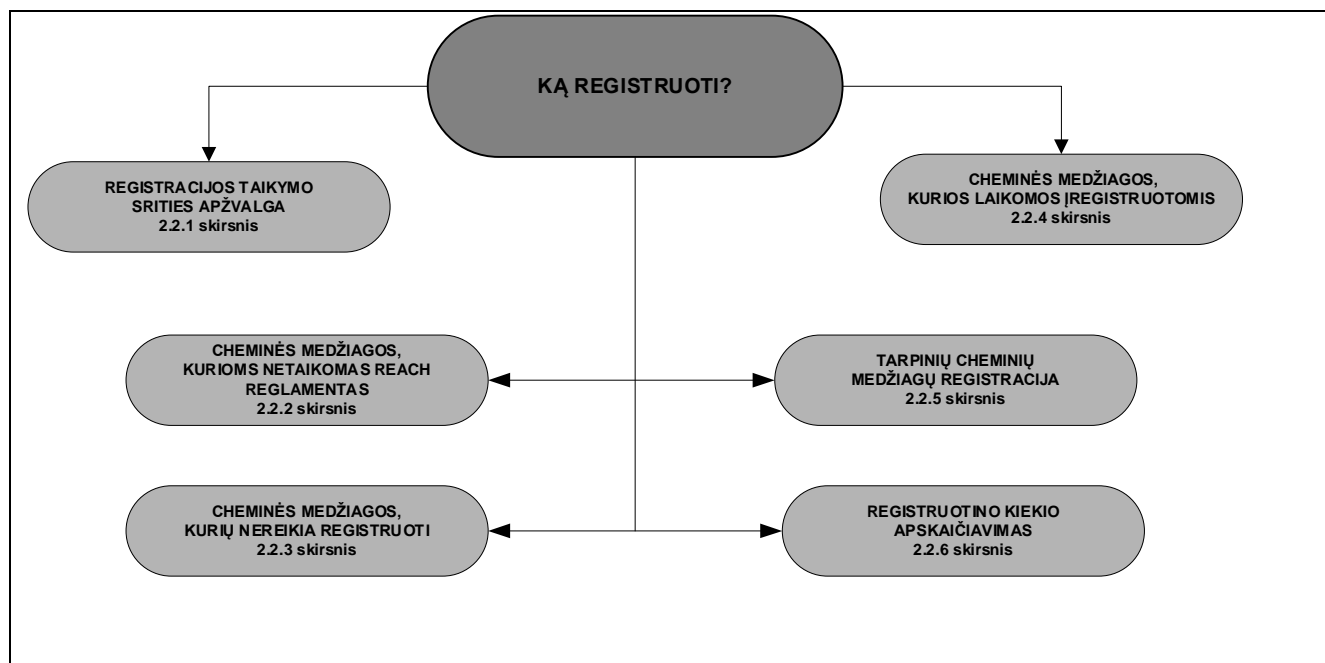 KĄ REGISTRUOTI?
REGISTRACIJOS TAIKYMO
SRITIES APŽVALGA
2.2.1 skirsnis
CHEMINĖS MEDŽIAGOS,
KURIOS LAIKOMOS ĮREGISTRUOTOMIS
2.2.4 skirsnis
CHEMINĖS MEDŽIAGOS,
KURIOMS NETAIKOMAS REACH
REGLAMENTAS
2.2.2 skirsnis
TARPINIŲ CHEMINIŲ
MEDŽIAGŲ REGISTRACIJA
2.2.5 skirsnis
CHEMINĖS MEDŽIAGOS,
KURIŲ NEREIKIA REGISTRUOTI
2.2.3 skirsnis
REGISTRUOTINO KIEKIO
APSKAIČIAVIMAS
2.2.6 skirsnis